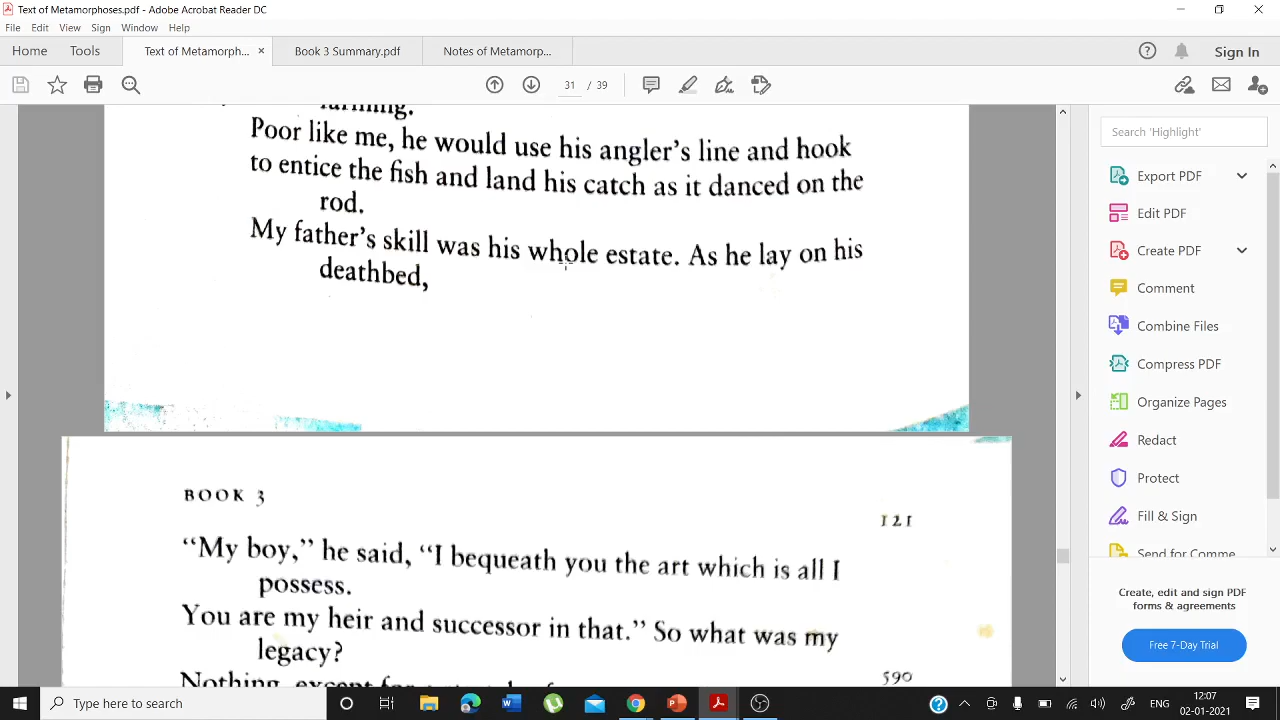 Text of Metamorphoses.pdf - Adobe Acrobat Reader DC
File Edit View Sign Window Help
Home Tools Text of Metamorph... × Book 3 Summary.pdf Notes of Metamorp... Sign In
31 / 39
farming.
Poor like me, he would use his angler's line and hook
to entice the fish and land his catch as it danced on the
rod.
My father's skill was his whole estate. As he lay on his
deathbed,
BOOK 3
121
“My boy,” he said, “I bequeath you the art which is all I
possess.
You are my heir and successor in that.” So what was my
legacy?
Nothing, except for
590
Search 'Highlight'
Export PDF
Edit PDF
Create PDF
Comment
Combine Files
Compress PDF
Organize Pages
Redact
Protect
Fill & Sign
Send for Comme
Create, edit and sign PDF
forms & agreements
Free 7-Day Trial
Type here to search
ENG
12:07
02-01-2021